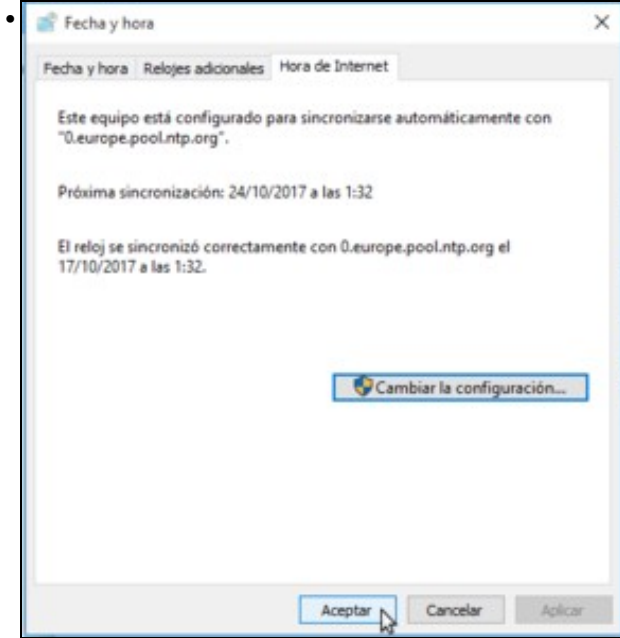 Fecha y hora
Fecha y hora Relojes adicionales Hora de Internet
Este equipo está configurado para sincronizarse automáticamente con
"0.europe.pool.ntp.org".
Próxima sincronización: 24/10/2017 a las 1:32
El reloj se sincronizó correctamente con 0.europe.pool.ntp.org el
17/10/2017 a las 1:32.
Cambiar la configuración...
Aceptar Cancelar Aplicar